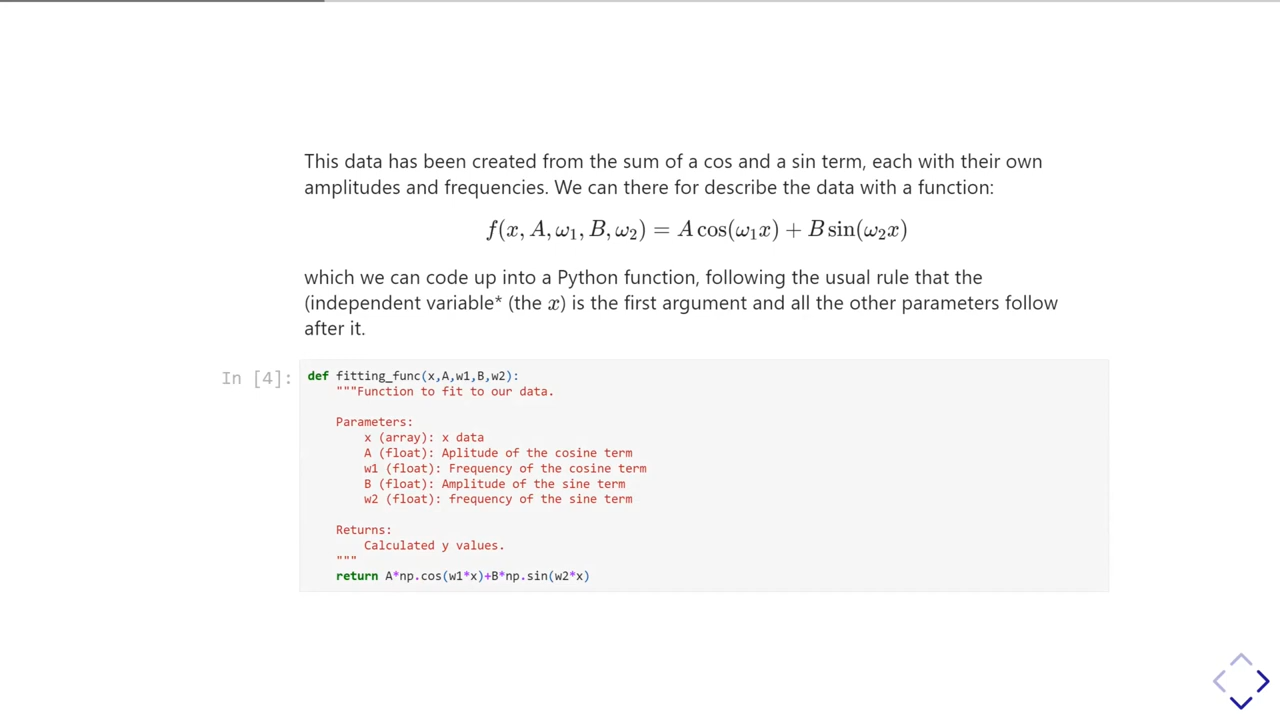 This data has been created from the sum of a cos and a sin term, each with their own
amplitudes and frequencies. We can there for describe the data with a function:
f(x, A, ω₁, B, ω₂) = A cos(ω₁x) + B sin(ω₂x)
which we can code up into a Python function, following the usual rule that the
(independent variable* (the x) is the first argument and all the other parameters follow
after it.
In [4]:
def fitting_func(x,A,w1,B,w2):
    """Function to fit to our data.
    Parameters:
        x (array): x data
        A (float): Aplitude of the cosine term
        w1 (float): Frequency of the cosine term
        B (float): Amplitude of the sine term
        w2 (float): frequency of the sine term
    Returns:
        Calculated y values.
    """
    return A*np.cos(w1*x)+B*np.sin(w2*x)